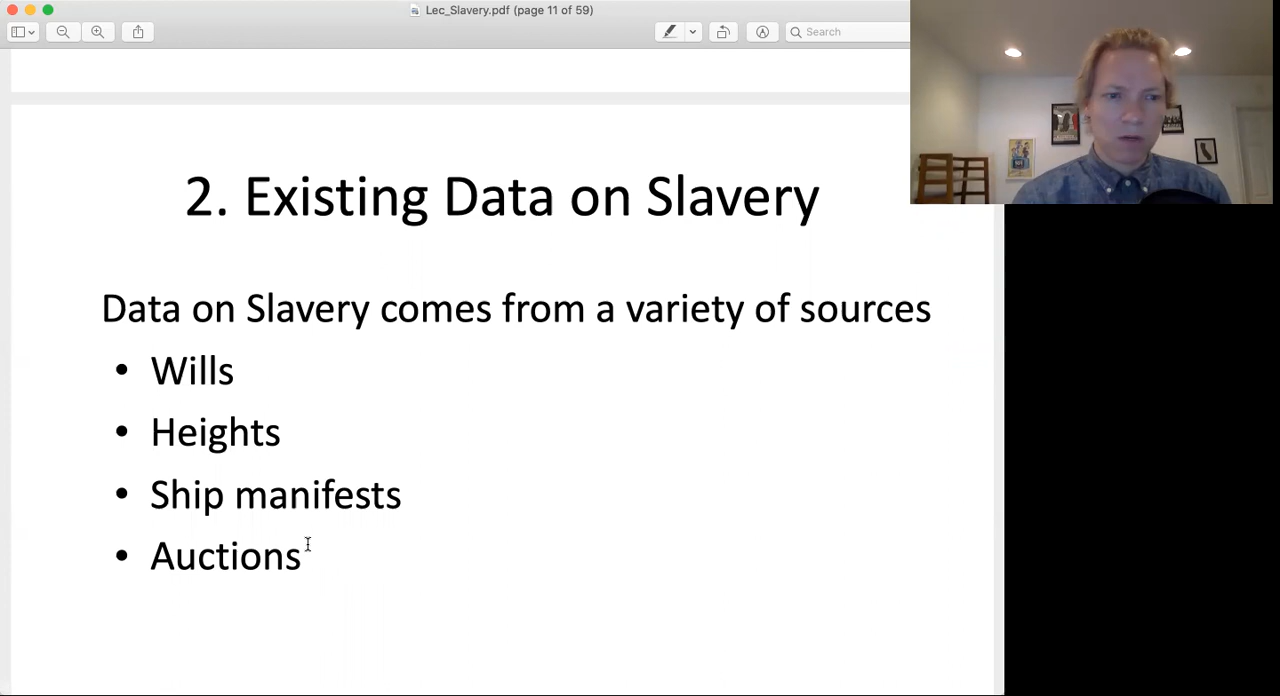 Lec_Slavery.pdf (page 11 of 59)
Search
2. Existing Data on Slavery
Data on Slavery comes from a variety of sources
• Wills
• Heights
• Ship manifests
• Auctions